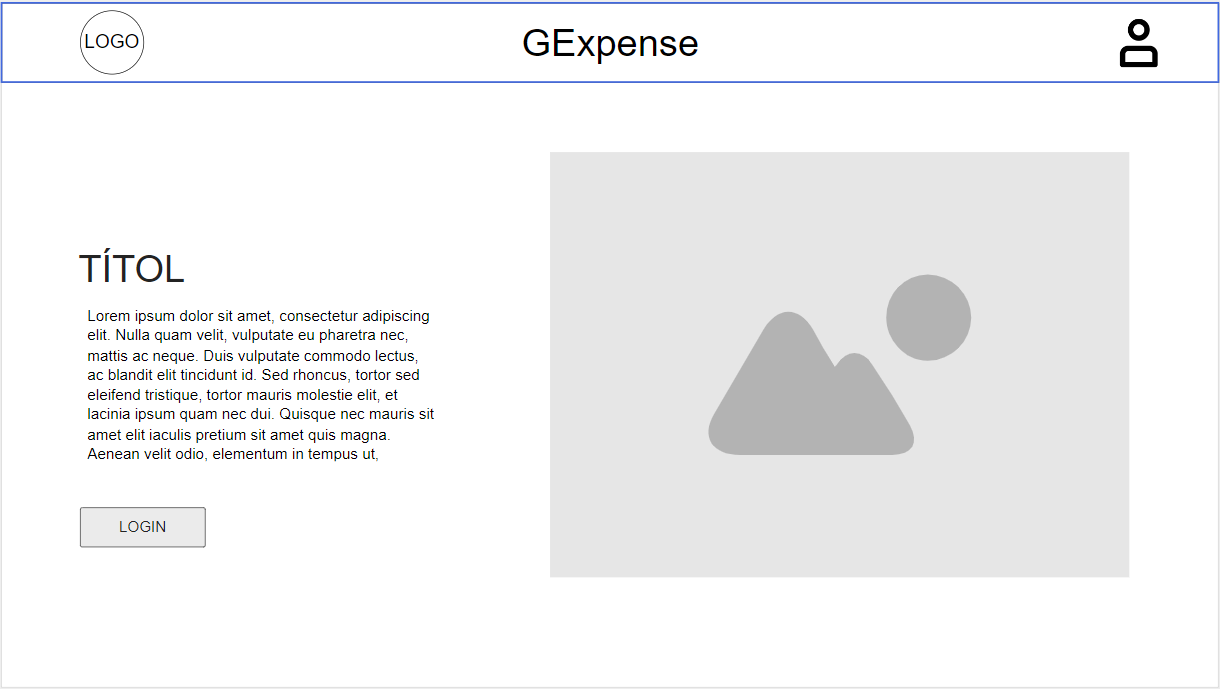 LOGO
GExpense
TÍTOL
Lorem ipsum dolor sit amet, consectetur adipiscing
elit. Nulla quam velit, vulputate eu pharetra nec,
mattis ac neque. Duis vulputate commodo lectus,
ac blandit elit tincidunt id. Sed rhoncus, tortor sed
eleifend tristique, tortor mauris molestie elit, et
lacinia ipsum quam nec dui. Quisque nec mauris sit
amet elit iaculis pretium sit amet quis magna.
Aenean velit odio, elementum in tempus ut,
LOGIN